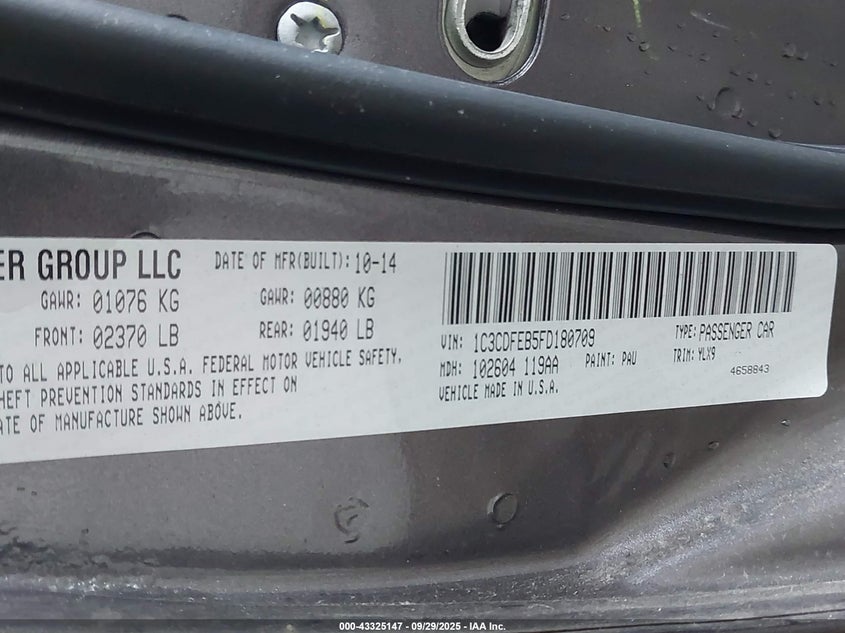 ER GROUP LLC
DATE OF MFR(BUILT): 10-14
GAWR: 01076 KG
GAWR: 00880 KG
FRONT: 02370 LB
REAR: 01940 LB
TO ALL APPLICABLE U.S.A. FEDERAL MOTOR VEHICLE SAFETY,
HEFT PREVENTION STANDARDS IN EFFECT ON
ATE OF MANUFACTURE SHOWN ABOVE.
VIN: 1C3CDFEB5FD180709
TYPE: PASSENGER CAR
MDH: 102604 119AA
PAINT: PAU
TRIM: YLX9
VEHICLE MADE IN U.S.A.
4658843
000-43325147 - 09/29/2025 - IAA Inc.